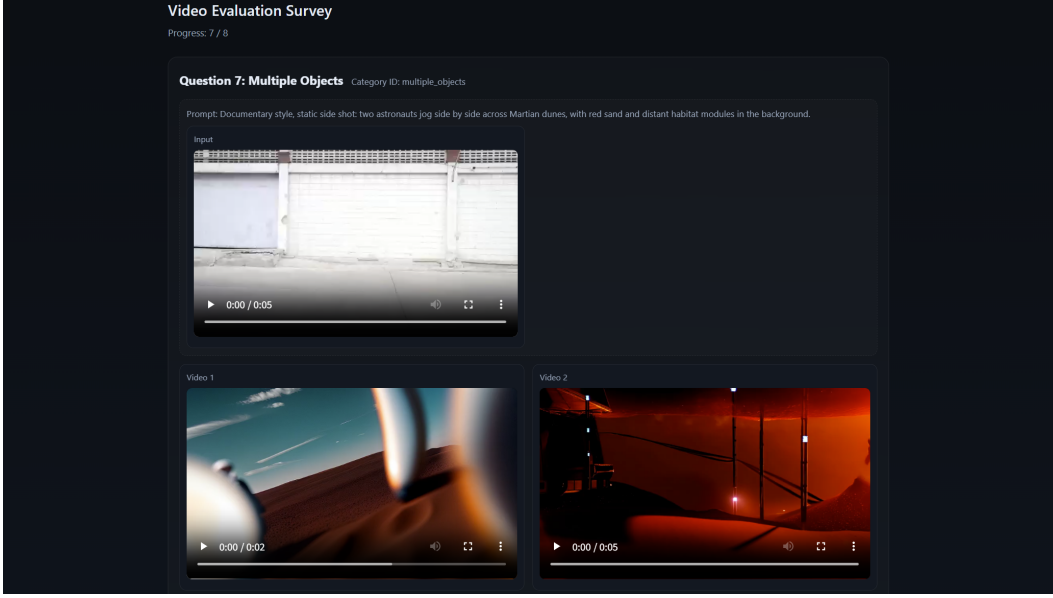 Video Evaluation Survey
Progress: 7 / 8
Question 7: Multiple Objects Category ID: multiple_objects
Prompt: Documentary style, static side shot: two astronauts jog side by side across Martian dunes, with red sand and distant habitat modules in the background.
Input
0:00 / 0:05
Video 1
Video 2
0:00 / 0:02
0:00 / 0:05